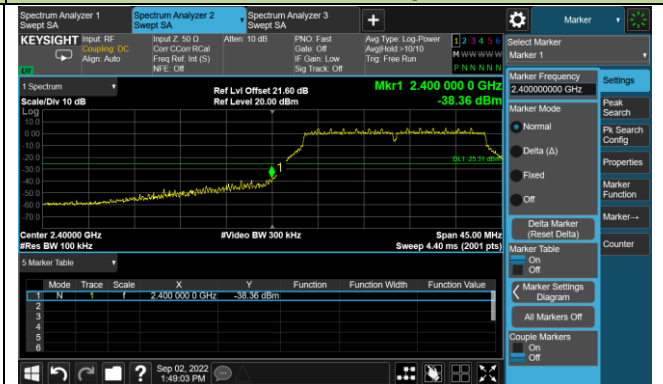 Spectrum Analyzer 1
Swept SA
Spectrum Analyzer 2
Swept SA
Spectrum Analyzer 3
Swept SA
Marker
KEYSIGHT
Input: RF
Coupling: DC
Align: Auto
Input Z: 50 Ω
Corr CCorr RCal
Freq Ref: Int (S)
NFE: Off
Atten: 10 dB
PNO: Fast
Gate: Off
IF Gain: Low
Sig Track: Off
Avg Type: Log-Power
Avg|Hold >10/10
Trig: Free Run
1 2 3 4 5 6
M W W W W W
P N N N N N
LXI
Select Marker
Marker 1
1 Spectrum
Scale/Div 10 dB
Ref Lvl Offset 21.60 dB
Ref Level 20.00 dBm
Mkr1 2.400 000 0 GHz
-38.36 dBm
Log
10.0
0.00
-10.0
-20.0
-30.0
-40.0
-50.0
-60.0
-70.0
1
DL1 -25.31 dBm
Center 2.40000 GHz
#Res BW 100 kHz
#Video BW 300 kHz
Span 45.00 MHz
Sweep 4.40 ms (2001 pts)
5 Marker Table
Mode Trace Scale X Y Function Function Width Function Value
1 N 1 f 2.400 000 0 GHz -38.36 dBm
2
3
4
5
6
Marker Frequency
2.400000000 GHz
Marker Mode
Normal
Delta (Δ)
Fixed
Off
Delta Marker
(Reset Delta)
Marker Table
On
Off
Marker Settings
Diagram
All Markers Off
Couple Markers
On
Off
Settings
Peak
Search
Pk Search
Config
Properties
Marker
Function
Marker→
Counter
Sep 02, 2022
1:49:03 PM